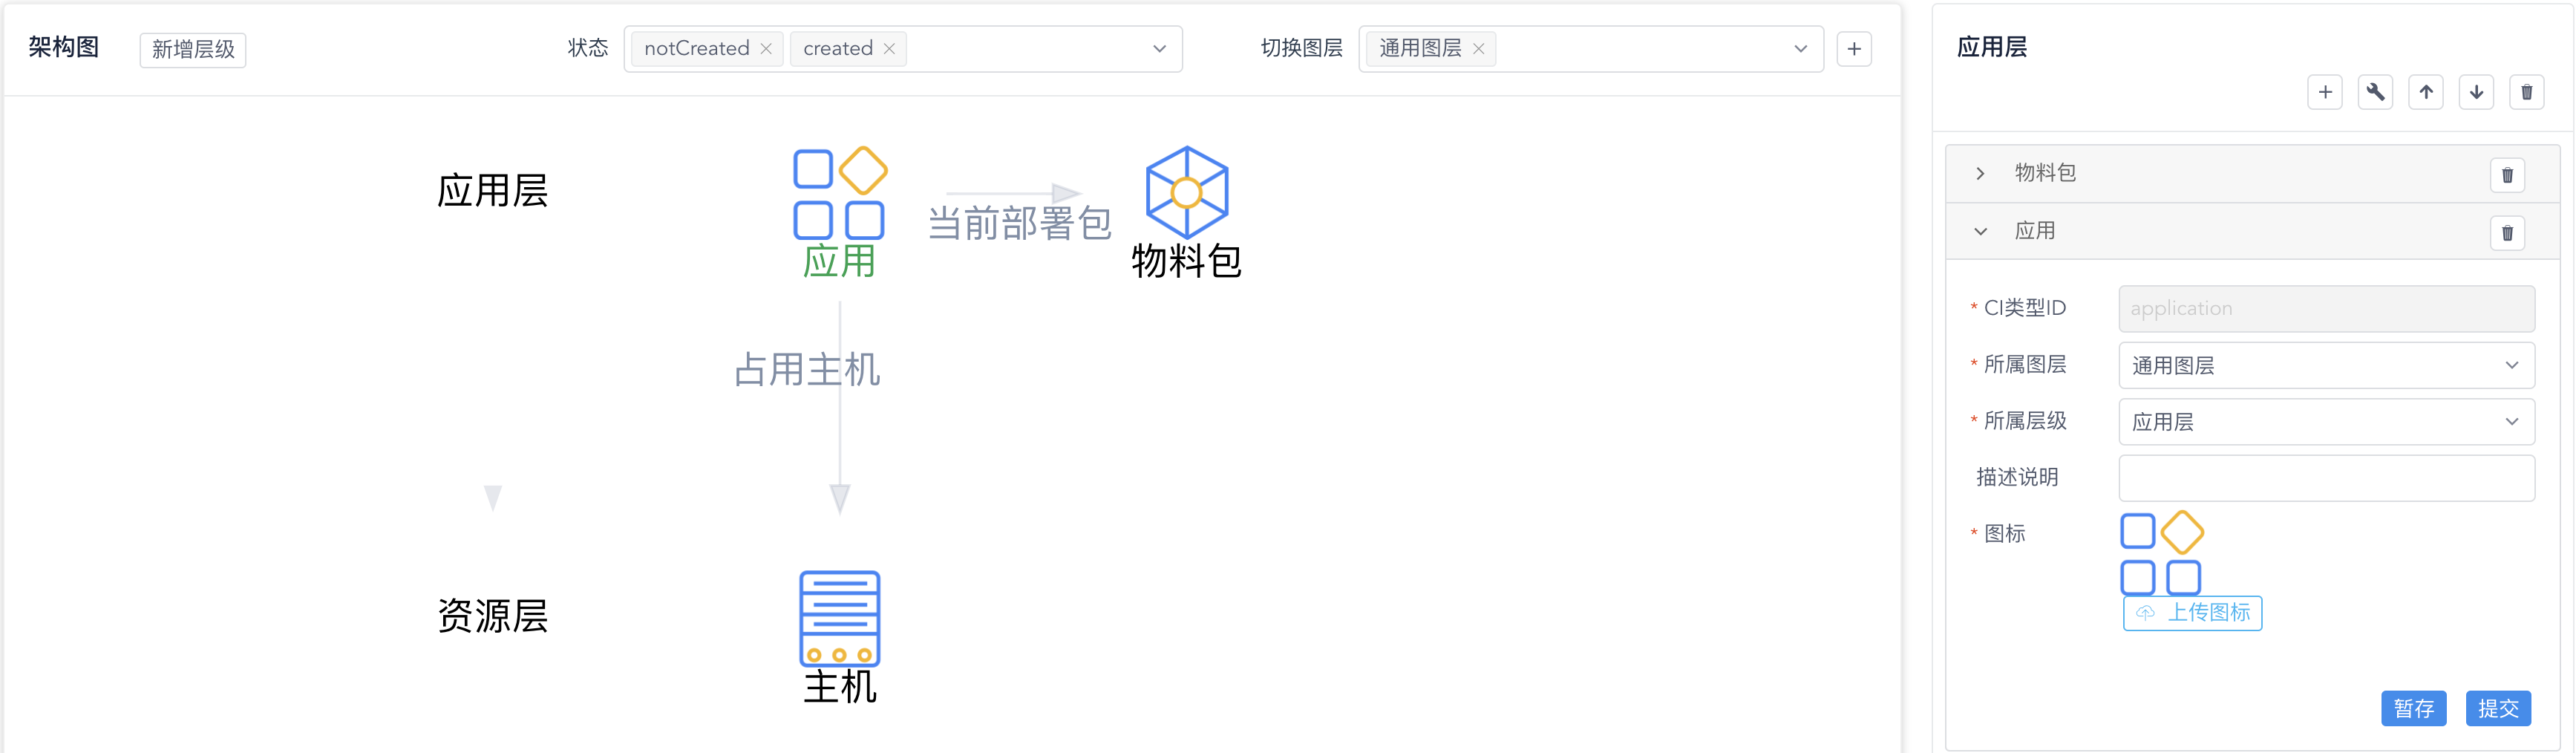 架构图
新增层级
状态
notCreated
created
切换图层
通用图层
应用层
当前部署包
应用
物料包
占用主机
资源层
主机
应用层
物料包
应用
* CI类型ID
application
* 所属图层
通用图层
* 所属层级
应用层
描述说明
* 图标
上传图标
暂存
提交